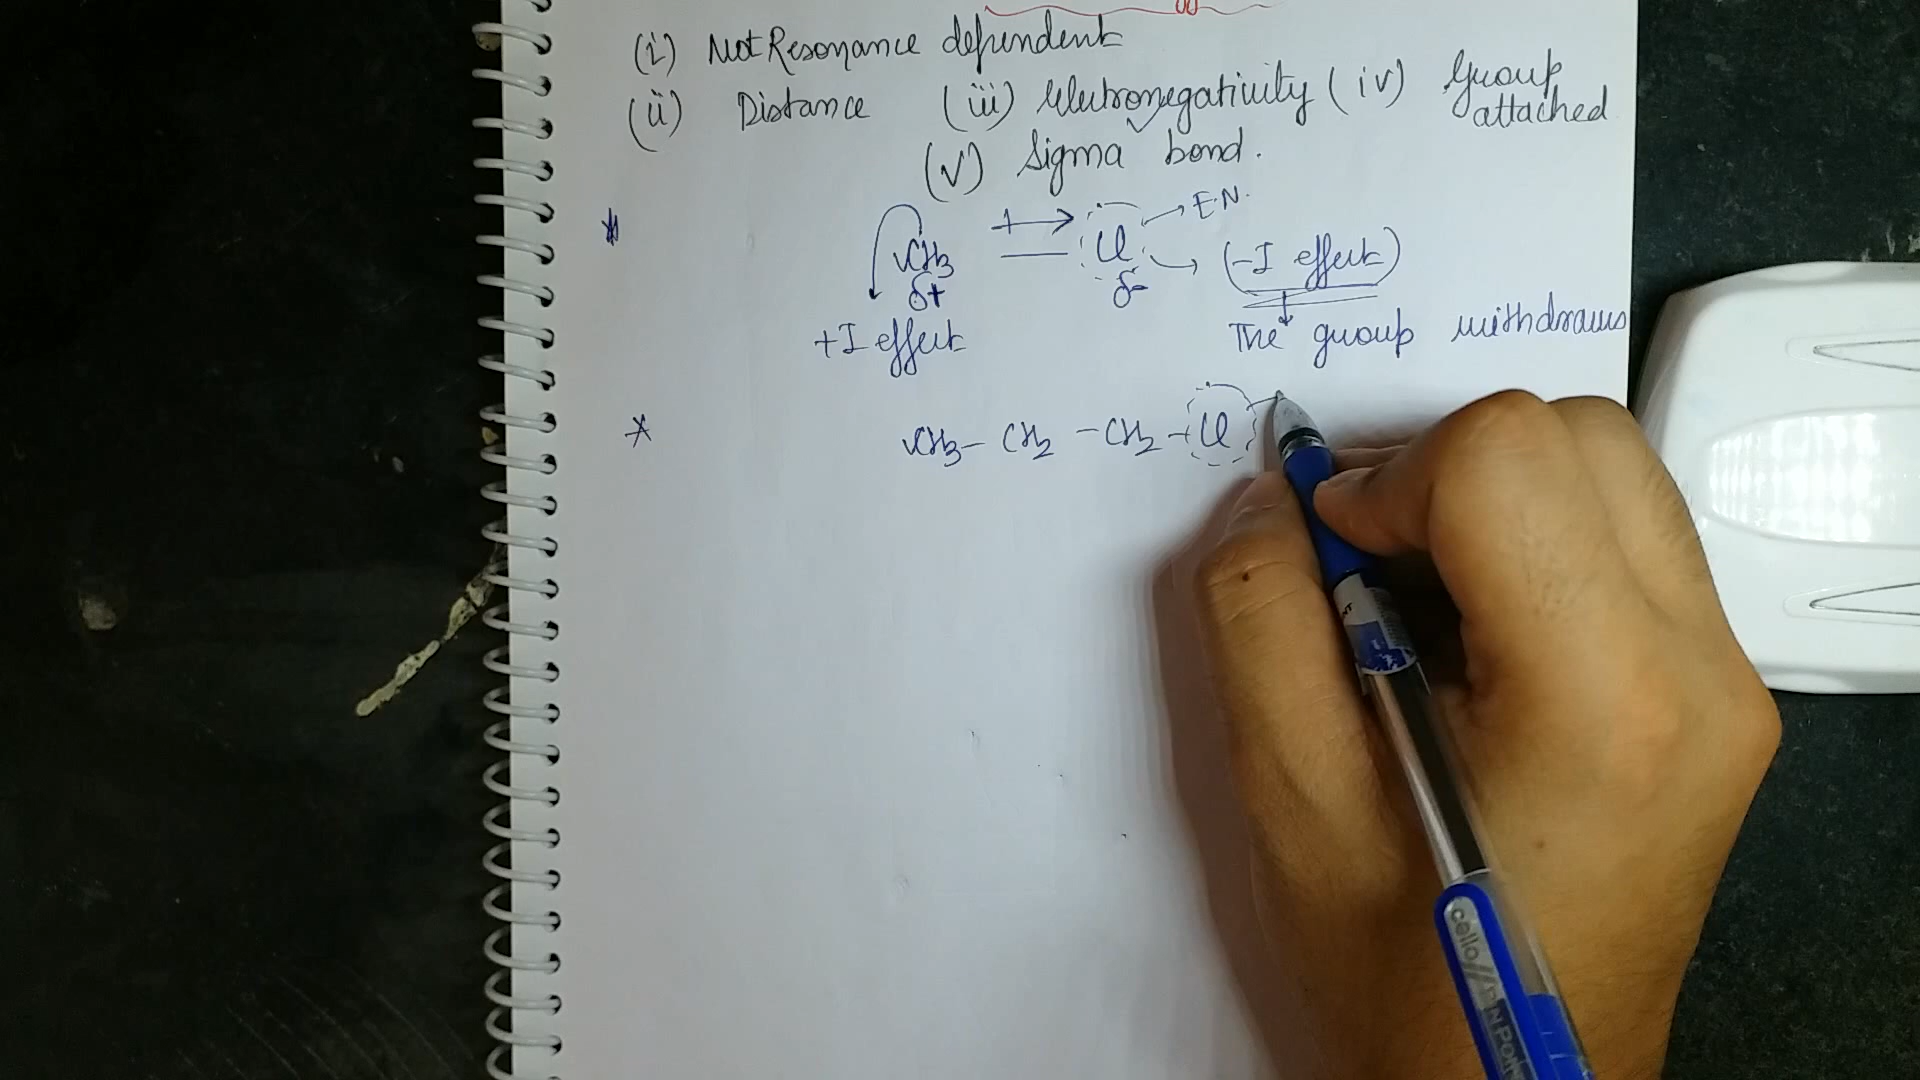 (i) Not Resonance dependent
(ii) Distance (iii) Electronegativity (iv) Group attached
(v) Sigma bond.
* CH3 — Cl → E.N.
δ+ δ- (-I effect)
+I effect The group withdraws
* CH3 - CH2 - CH2 - Cl
cello